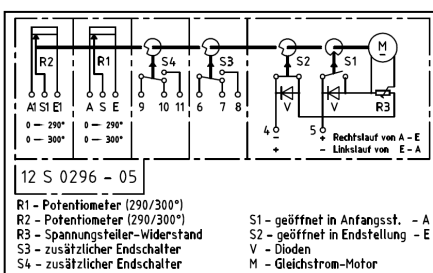 M
R2 R1 S4 S3 S2 S1
V V R3
A1 S1 E1 A S E 9 10 11 6 7 8
0 — 290° 0 — 290°
0 — 300° 0 — 300°
4 5
- + Rechtslauf von A - E
+ - Linkslauf von E - A
12 S 0296 - 05
R1 - Potentiometer (290/300°)
R2 - Potentiometer (290/300°)
R3 - Spannungsteiler-Widerstand
S3 - zusätzlicher Endschalter
S4 - zusätzlicher Endschalter
S1 - geöffnet in Anfangsst. - A
S2 - geöffnet in Endstellung - E
V - Dioden
M - Gleichstrom-Motor